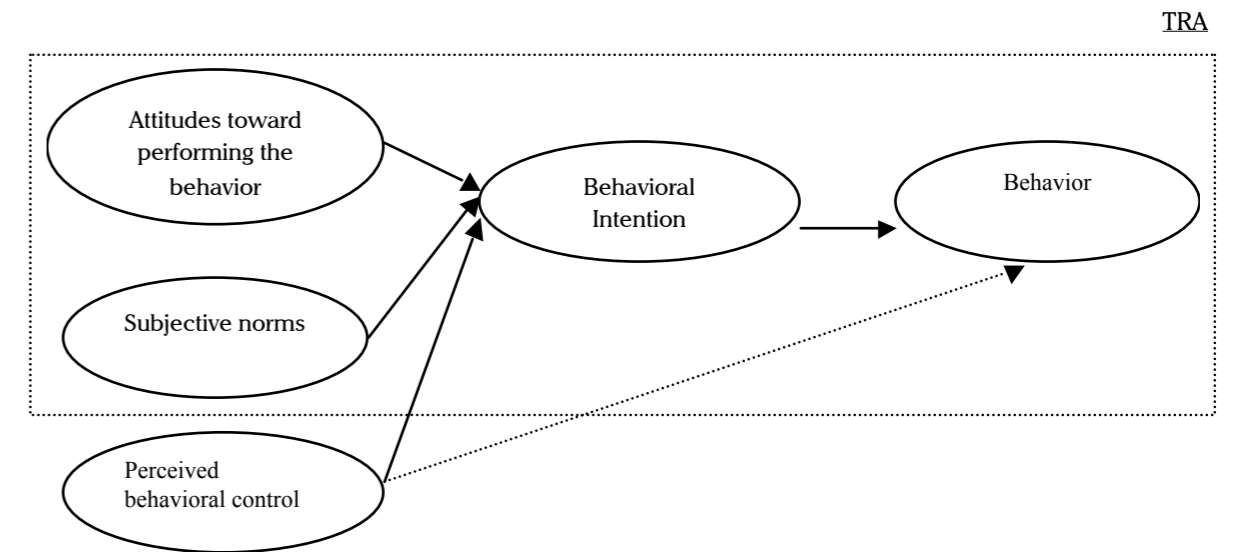 TRA
Attitudes toward
performing the
behavior
Behavioral
Intention
Behavior
Subjective norms
Perceived
behavioral control